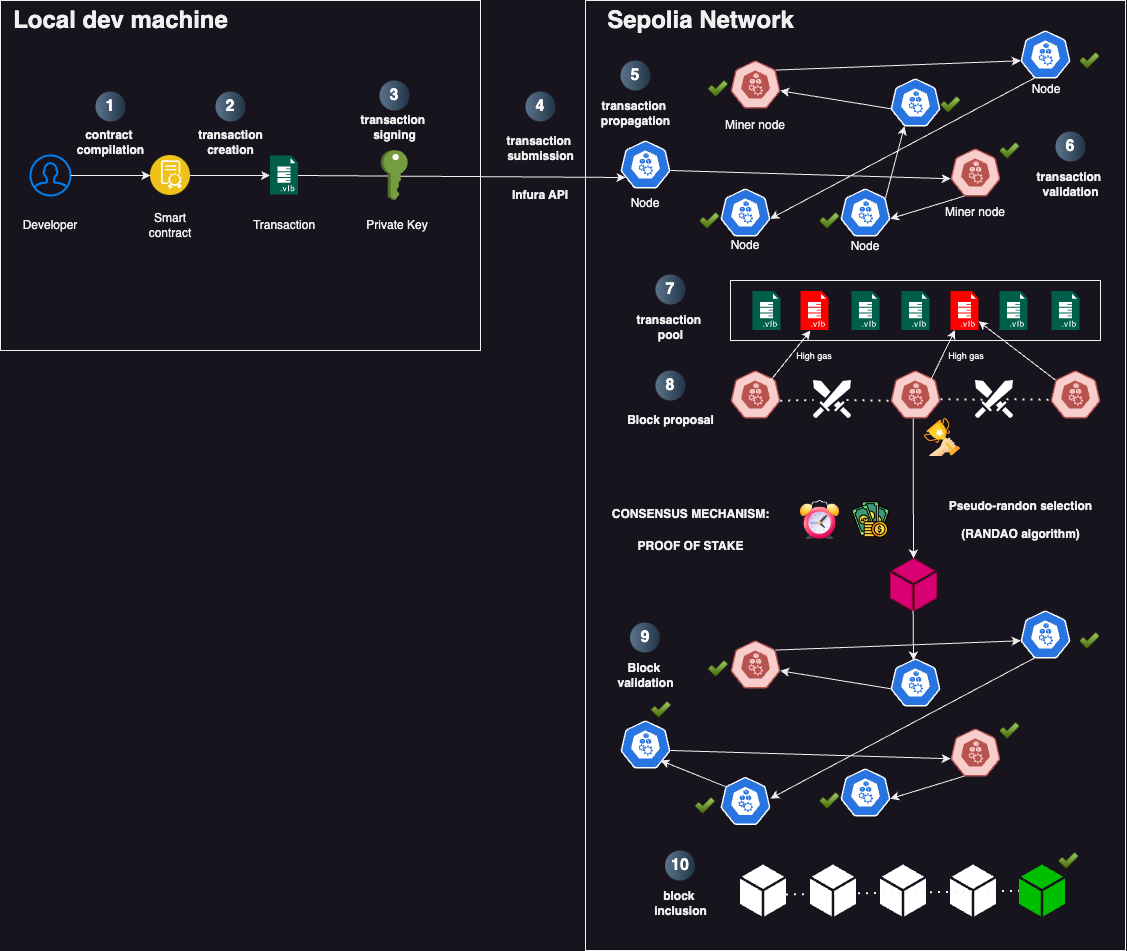 Local dev machine
Sepolia Network
1
contract
compilation
2
transaction
creation
3
transaction
signing
4
transaction
submission
Infura API
.vlb
Developer
Smart
contract
Transaction
Private Key
5
transaction
propagation
Miner node
Node
6
transaction
validation
Node
Miner node
Node
Node
7
transaction
pool
.vlb
.vlb
.vlb
.vlb
.vlb
.vlb
.vlb
High gas
High gas
8
Block proposal
CONSENSUS MECHANISM:
PROOF OF STAKE
Pseudo-randon selection
(RANDAO algorithm)
9
Block
validation
10
block
inclusion